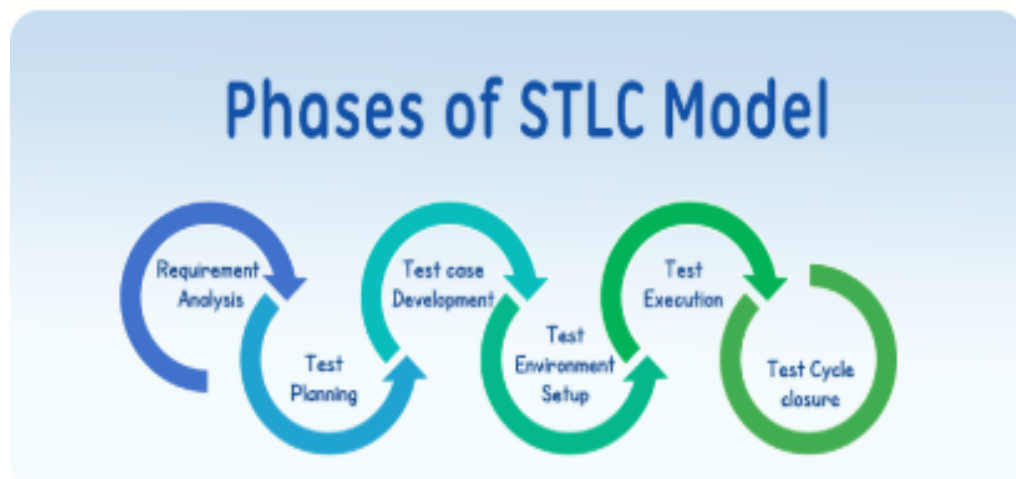 Phases of STLC Model
Requirement
Analysis
Test
Planning
Test case
Development
Test
Environment
Setup
Test
Execution
Test Cycle
closure